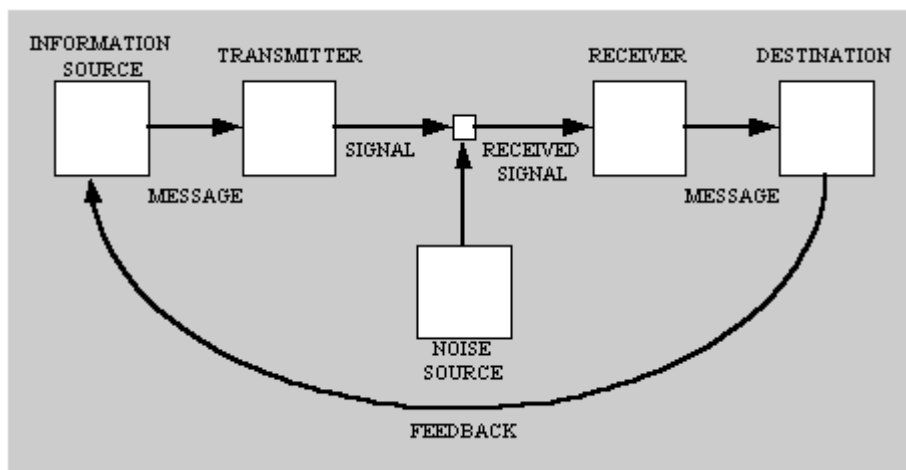 INFORMATION
SOURCE
TRANSMITTER
RECEIVER
DESTINATION
SIGNAL
RECEIVED
SIGNAL
MESSAGE
MESSAGE
NOISE
SOURCE
FEEDBACK